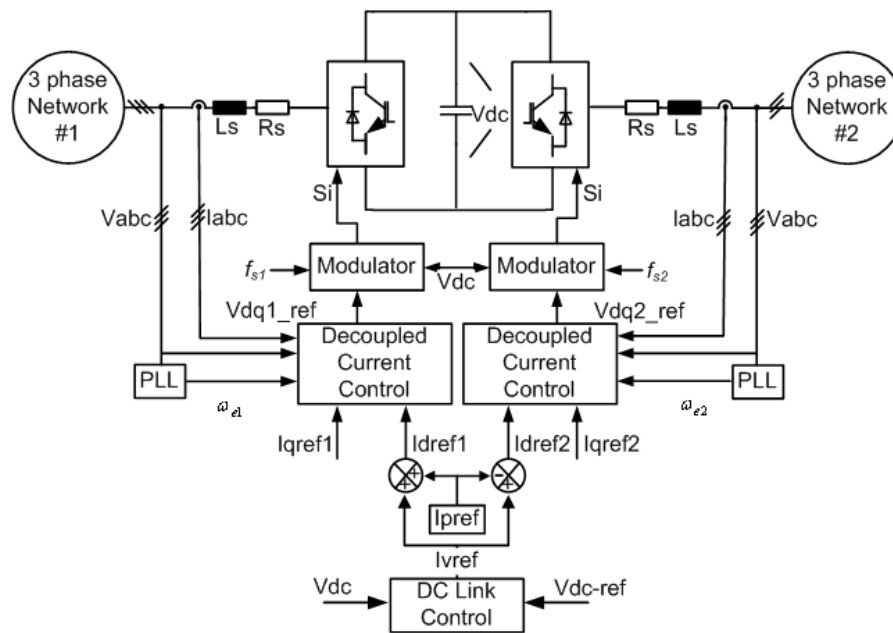 3 phase
Network
#1
Ls
Rs
Vdc
Rs
Ls
3 phase
Network
#2
Si
Si
Vabc
Iabc
Iabc
Vabc
fs1
Modulator
Vdc
Modulator
fs2
Vdq1_ref
Vdq2_ref
Decoupled
Current
Control
Decoupled
Current
Control
PLL
PLL
ωe1
ωe2
Iqref1
Idref1
Idref2
Iqref2
+
+
-
+
Ipref
Ivref
Vdc
DC Link
Control
Vdc-ref